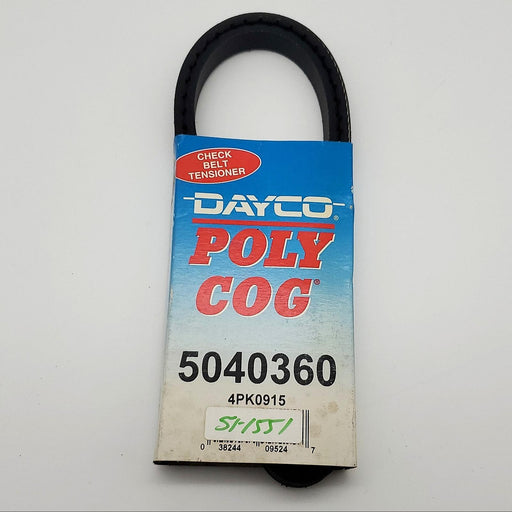 CHECK
BELT
TENSIONER
DAYCO®
POLY
COG®
5040360
4PK0915
51-1551
0 38244 09524 7